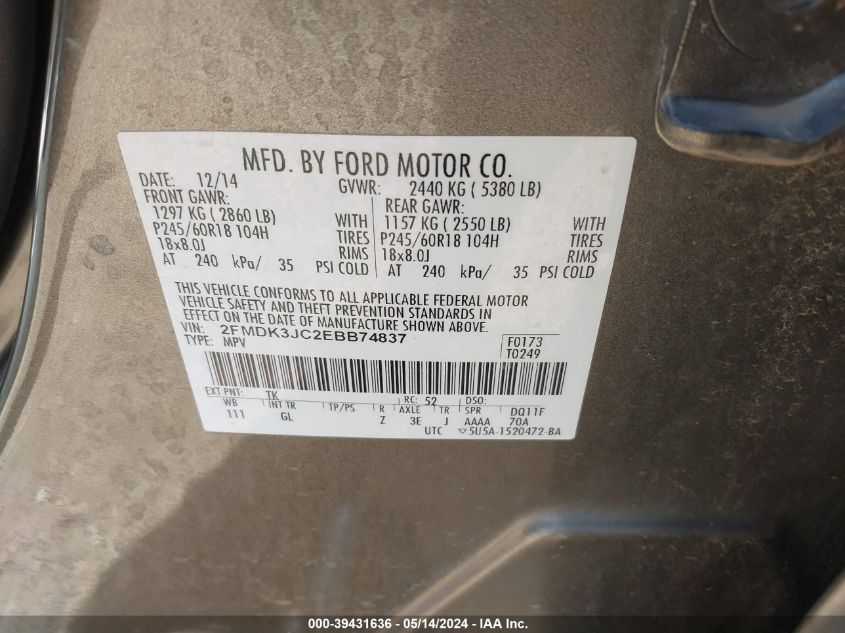 MFD. BY FORD MOTOR CO.
DATE: 12/14 GVWR: 2440 KG ( 5380 LB)
FRONT GAWR: REAR GAWR:
1297 KG ( 2860 LB) WITH 1157 KG ( 2550 LB) WITH
P245/60R18 104H TIRES P245/60R18 104H TIRES
18x8.0J RIMS 18x8.0J RIMS
AT 240 kPa/ 35 PSI COLD AT 240 kPa/ 35 PSI COLD
THIS VEHICLE CONFORMS TO ALL APPLICABLE FEDERAL MOTOR
VEHICLE SAFETY AND THEFT PREVENTION STANDARDS IN
EFFECT ON THE DATE OF MANUFACTURE SHOWN ABOVE.
VIN: 2FMDK3JC2EBB74837 F0173
TYPE: MPV T0249
EXT PNT: TK RC: 52 DSO:
WB INT TR TP/PS R AXLE TR SPR DQ11F
111 GL Z 3E J AAAA 70A
UTC 5U5A-1520472-BA
000-39431636 - 05/14/2024 - IAA Inc.